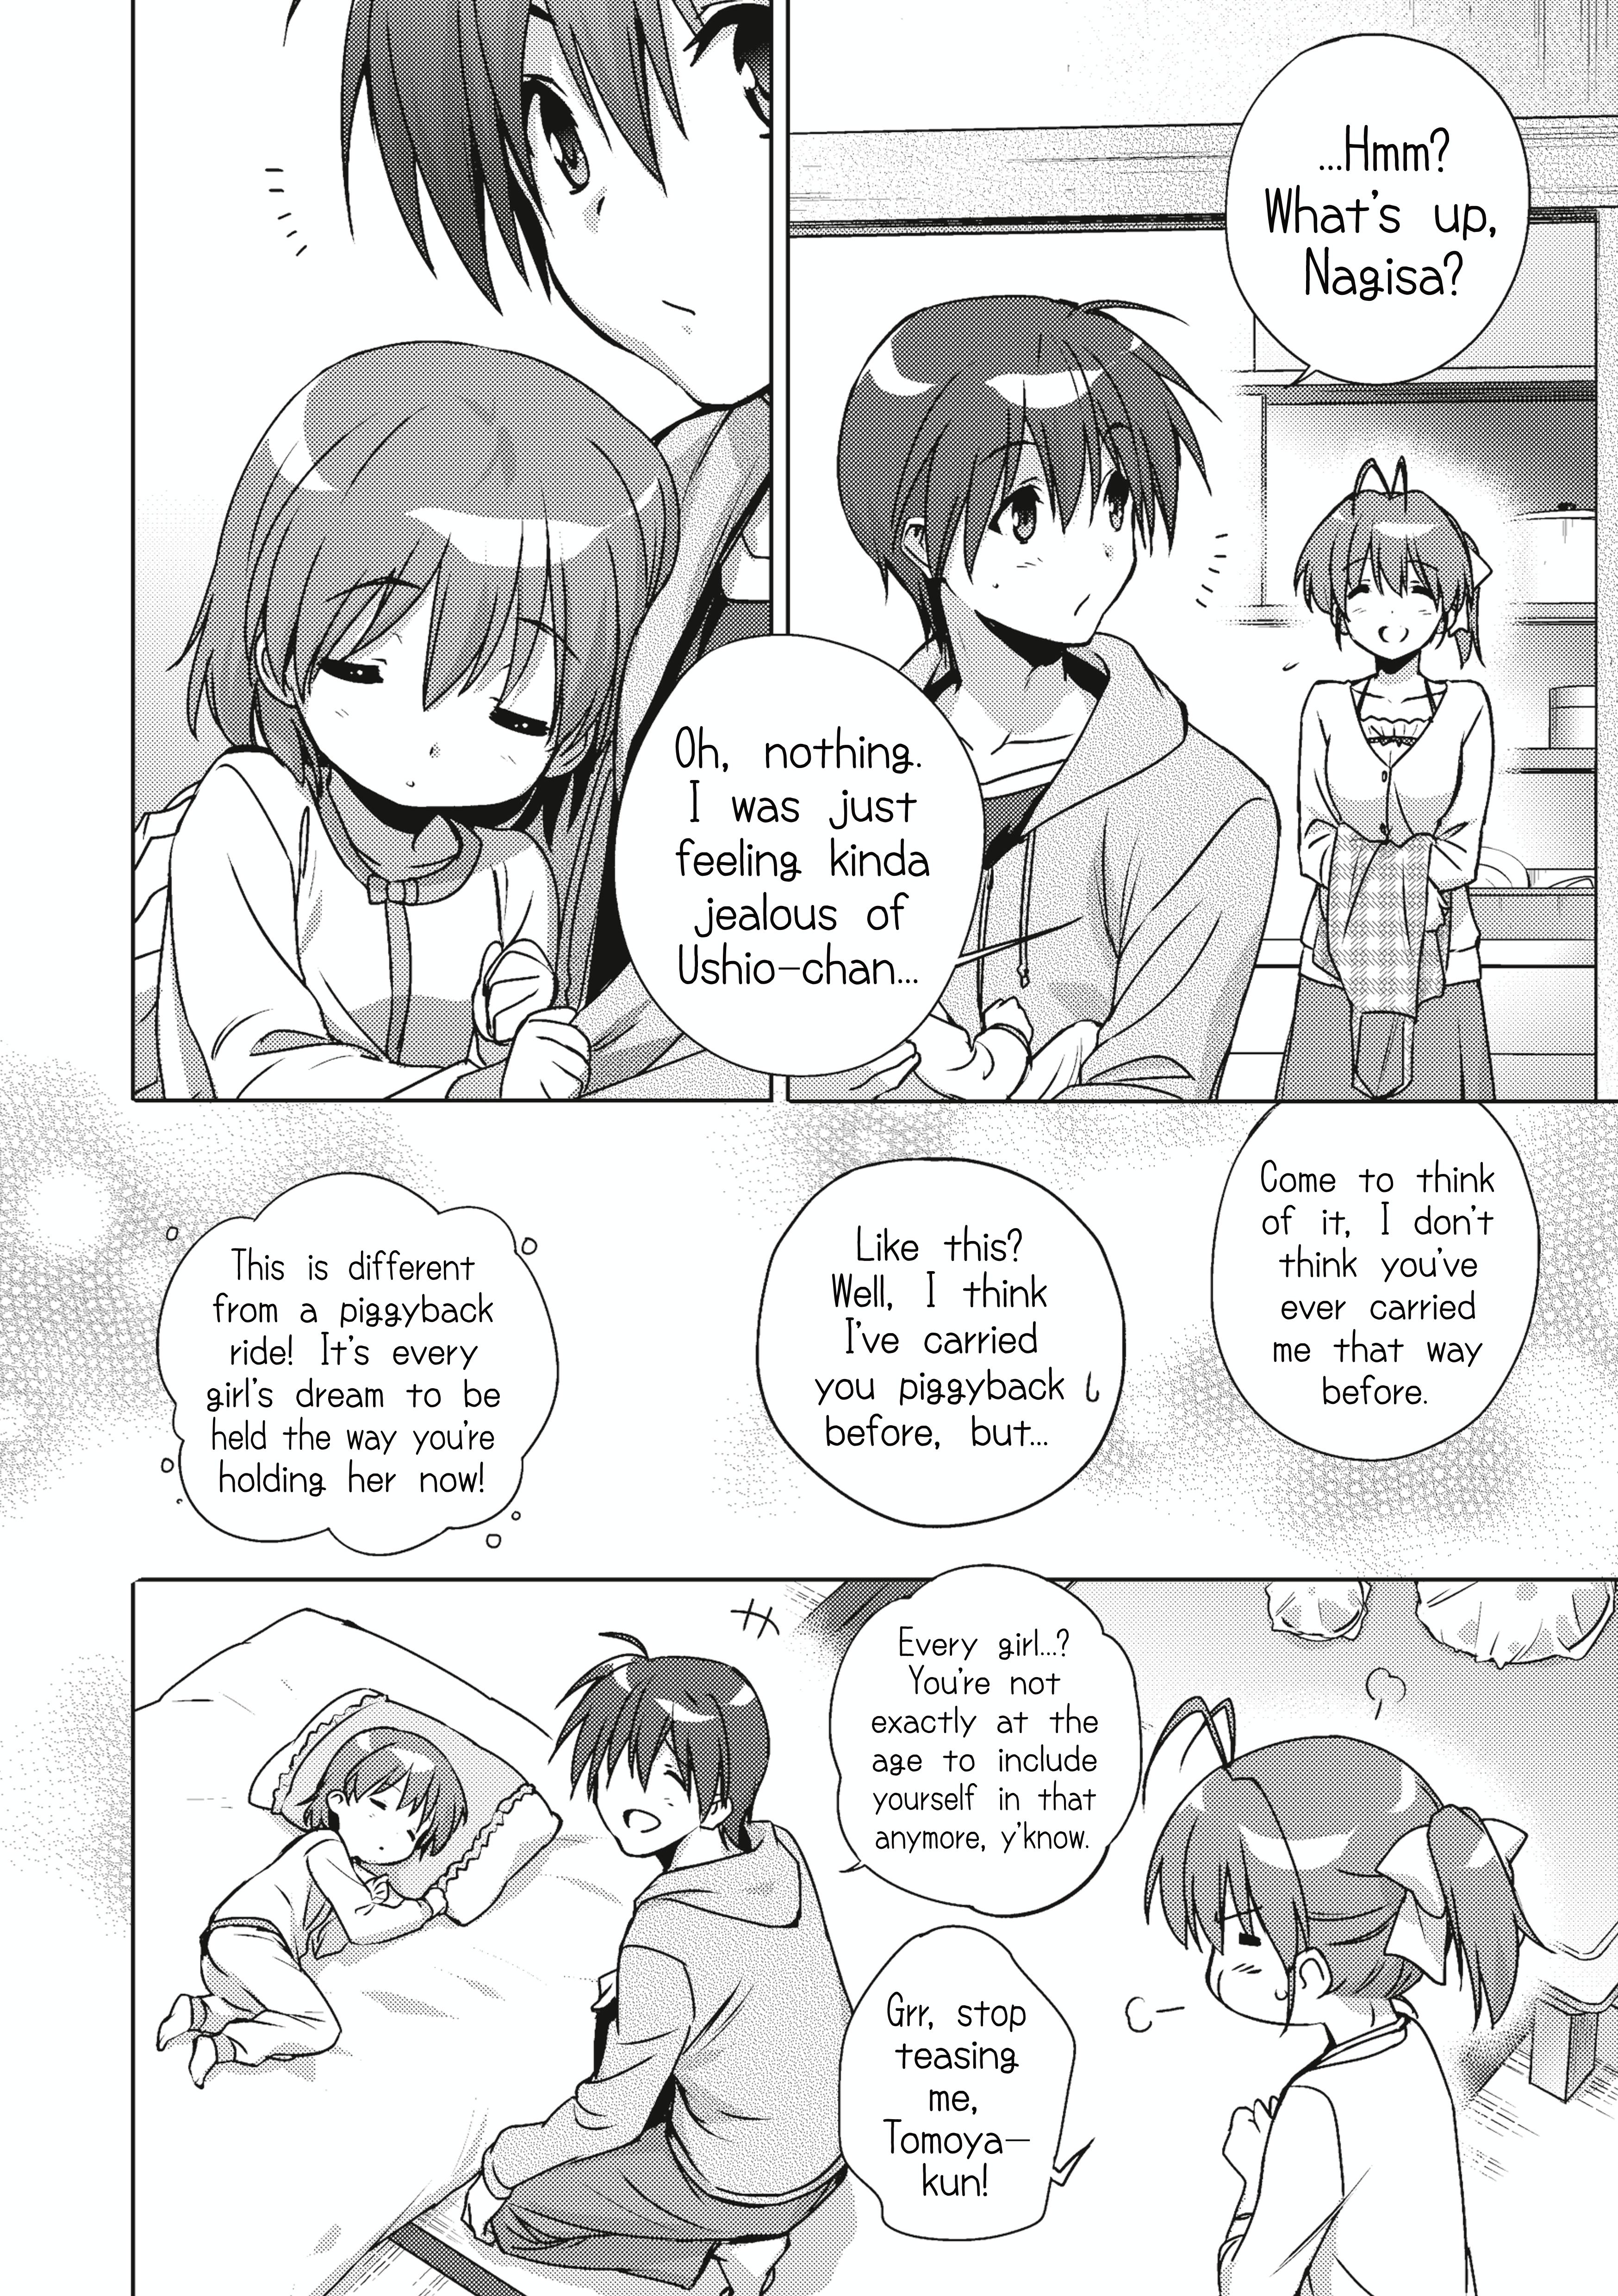 ...Hmm?
What's up,
Nagisa?
Oh, nothing.
I was just
feeling kinda
jealous of
Ushio-chan...
Come to think
of it, I don't
think you've
ever carried
me that way
before.
Like this?
Well, I think
I've carried
you piggyback
before, but...
This is different
from a piggyback
ride! It's every
girl's dream to be
held the way you're
holding her now!
Every girl...?
You're not
exactly at the
age to include
yourself in that
anymore, y'know.
Grr, stop
teasing
me,
Tomoya-
kun!